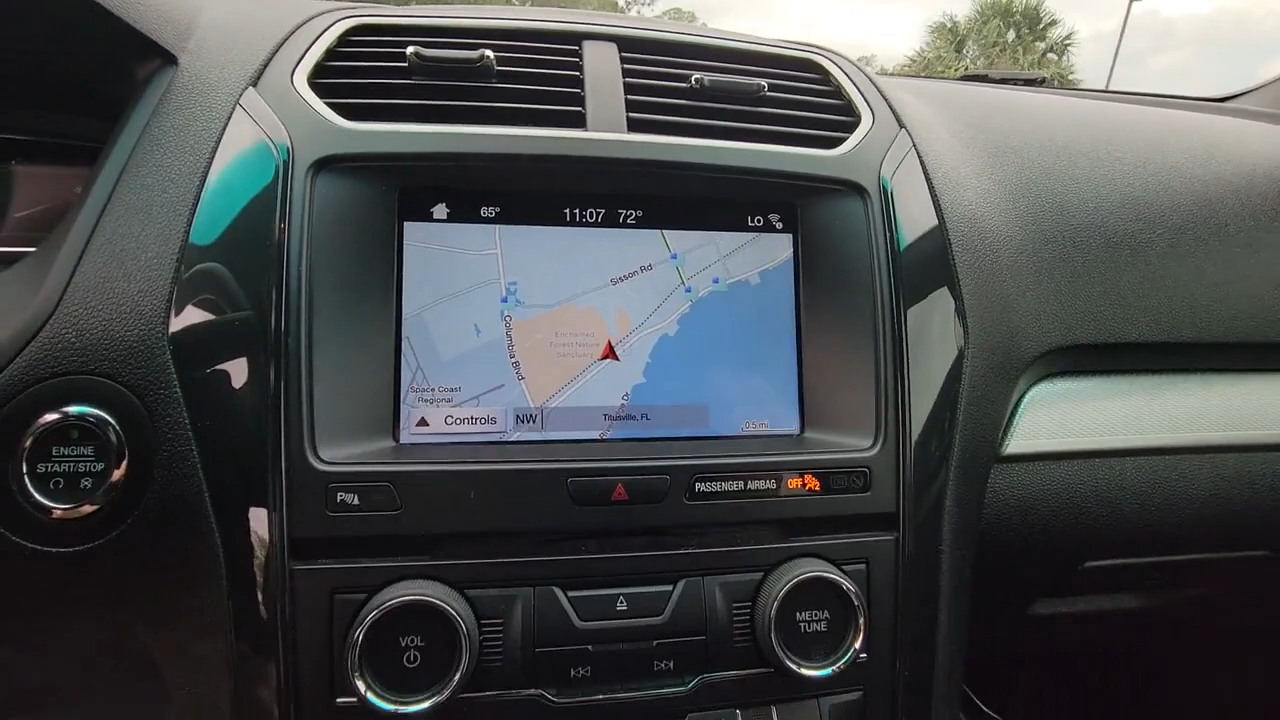 65° 11:07 72° LO
Sisson Rd
Columbia Blvd
Enchanted
Forest Nature
Sanctuary
Space Coast
Regional
Controls NW Titusville, FL 0.5 mi
ENGINE
START/STOP
P
PASSENGER AIRBAG OFF
VOL
MEDIA
TUNE